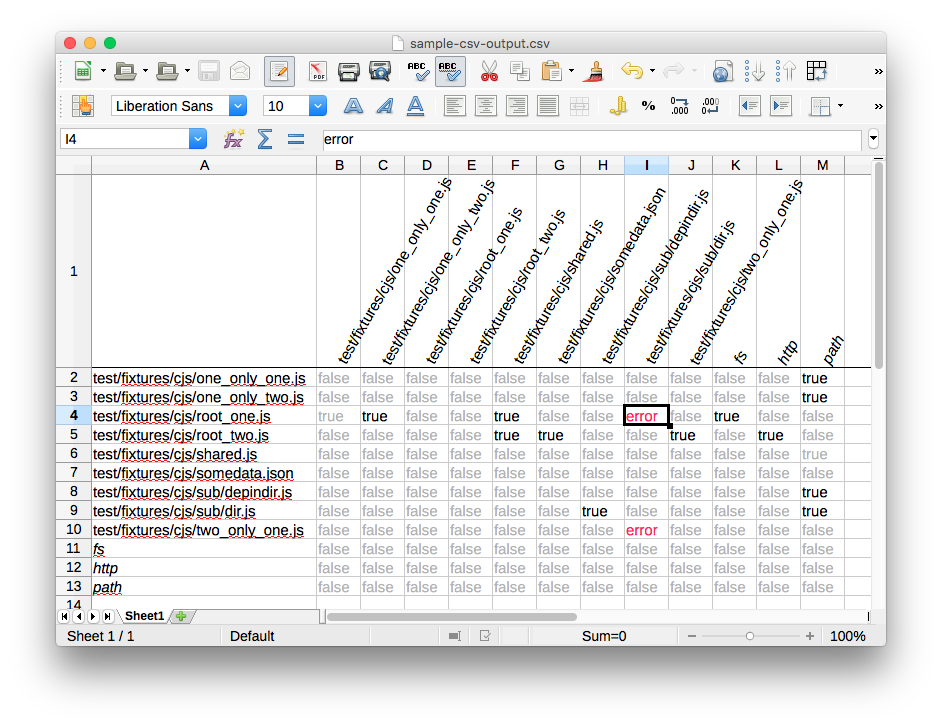 sample-csv-output.csv
PDF ABC ABC
Liberation Sans 10 % .000 .000
I4 error
A B C D E F G H I J K L M
1 test/fixtures/cjs/one_only_one.js test/fixtures/cjs/one_only_two.js test/fixtures/cjs/root_one.js test/fixtures/cjs/root_two.js test/fixtures/cjs/shared.js test/fixtures/cjs/somedata.json test/fixtures/cjs/sub/depindir.js test/fixtures/cjs/sub/dir.js test/fixtures/cjs/two_only_one.js fs http path
2 test/fixtures/cjs/one_only_one.js false false false false false false false false false false false true
3 test/fixtures/cjs/one_only_two.js false false false false false false false false false false false true
4 test/fixtures/cjs/root_one.js true true false false true false false error false true false false
5 test/fixtures/cjs/root_two.js false false false false true true false false true false true false
6 test/fixtures/cjs/shared.js false false false false false false false false false false false true
7 test/fixtures/cjs/somedata.json false false false false false false false false false false false false
8 test/fixtures/cjs/sub/depindir.js false false false false false false false false false false false true
9 test/fixtures/cjs/sub/dir.js false false false false false false true false false false false true
10 test/fixtures/cjs/two_only_one.js false false false false false false false error false false false false
11 fs false false false false false false false false false false false false
12 http false false false false false false false false false false false false
13 path false false false false false false false false false false false false
14
Sheet1
Sheet 1 / 1 Default Sum=0 100%